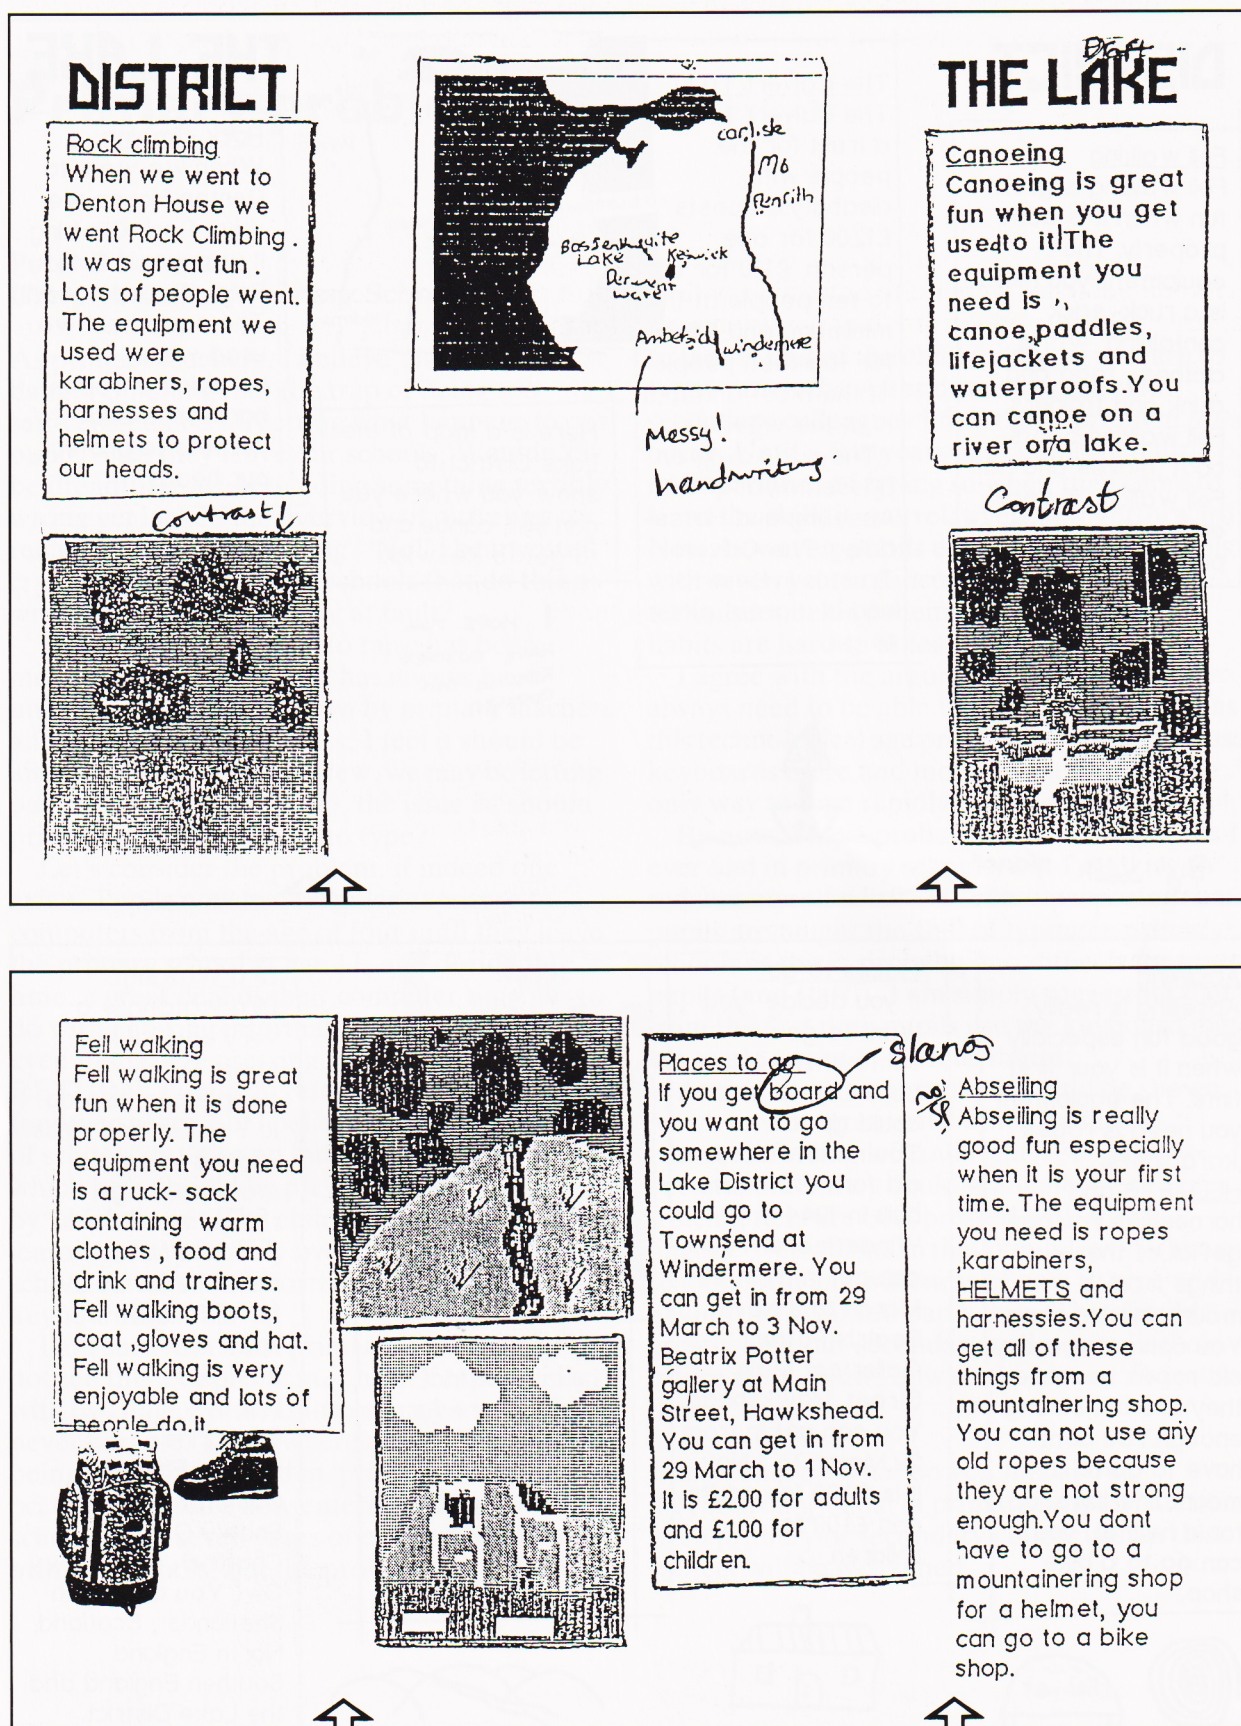 DISTRICT
Rock climbing
When we went to
Denton House we
went Rock Climbing .
It was great fun .
Lots of people went.
The equipment we
used were
karabiners, ropes,
harnesses and
helmets to protect
our heads.
Contrast!
Carlisle
M6
Penrith
Bassenthwaite
Lake
Keswick
Derwent
water
Ambelside
windermere
Messy!
handwriting
Draft
THE LAKE
Canoeing
Canoeing is great
fun when you get
used to it!The
equipment you
need is ,
canoe,paddles,
lifejackets and
waterproofs.You
can canoe on a
river or/a lake.
Contrast
Fell walking
Fell walking is great
fun when it is done
properly. The
equipment you need
is a ruck- sack
containing warm
clothes , food and
drink and trainers.
Fell walking boots,
coat ,gloves and hat.
Fell walking is very
enjoyable and lots of
people do it
Places to go
If you get board and
you want to go
somewhere in the
Lake District you
could go to
Townsend at
Windermere. You
can get in from 29
March to 3 Nov.
Beatrix Potter
gallery at Main
Street, Hawkshead.
You can get in from
29 March to 1 Nov.
It is £2.00 for adults
and £1.00 for
children.
slang
Abseiling
Abseiling is really
good fun especially
when it is your first
time. The equipment
you need is ropes
,karabiners,
HELMETS and
harnessies.You can
get all of these
things from a
mountainering shop.
You can not use any
old ropes because
they are not strong
enough.You dont
have to go to a
mountainering shop
for a helmet, you
can go to a bike
shop.